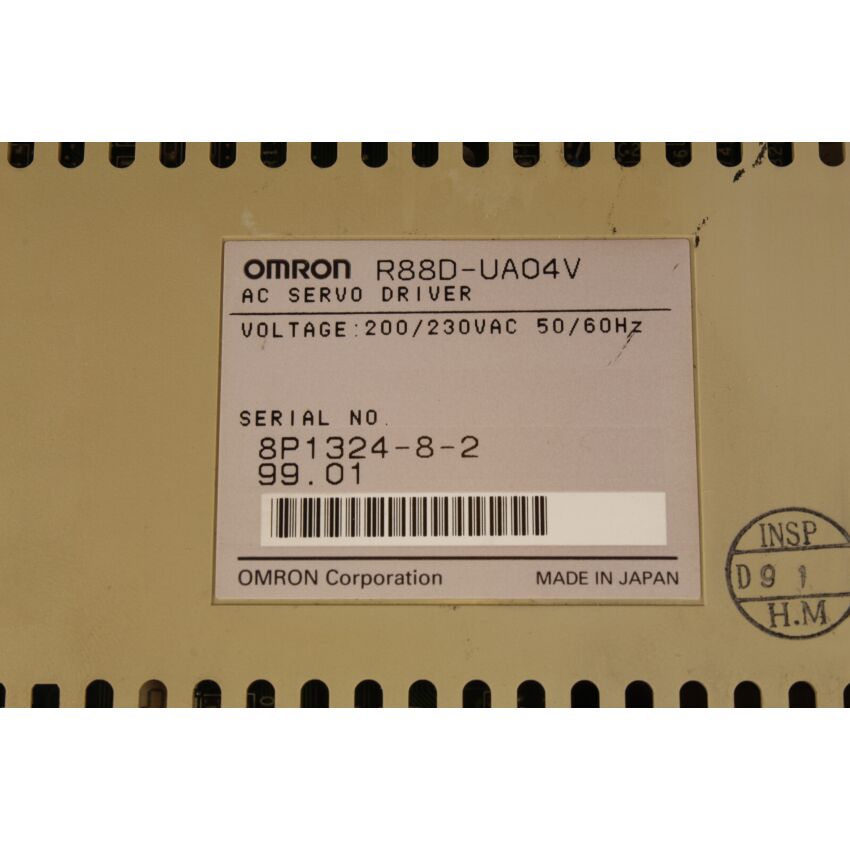 OMRON R88D-UA04V
AC SERVO DRIVER
VOLTAGE:200/230VAC 50/60Hz
SERIAL NO.
8P1324-8-2
99.01
OMRON Corporation MADE IN JAPAN
INSP
D 9 1
H.M